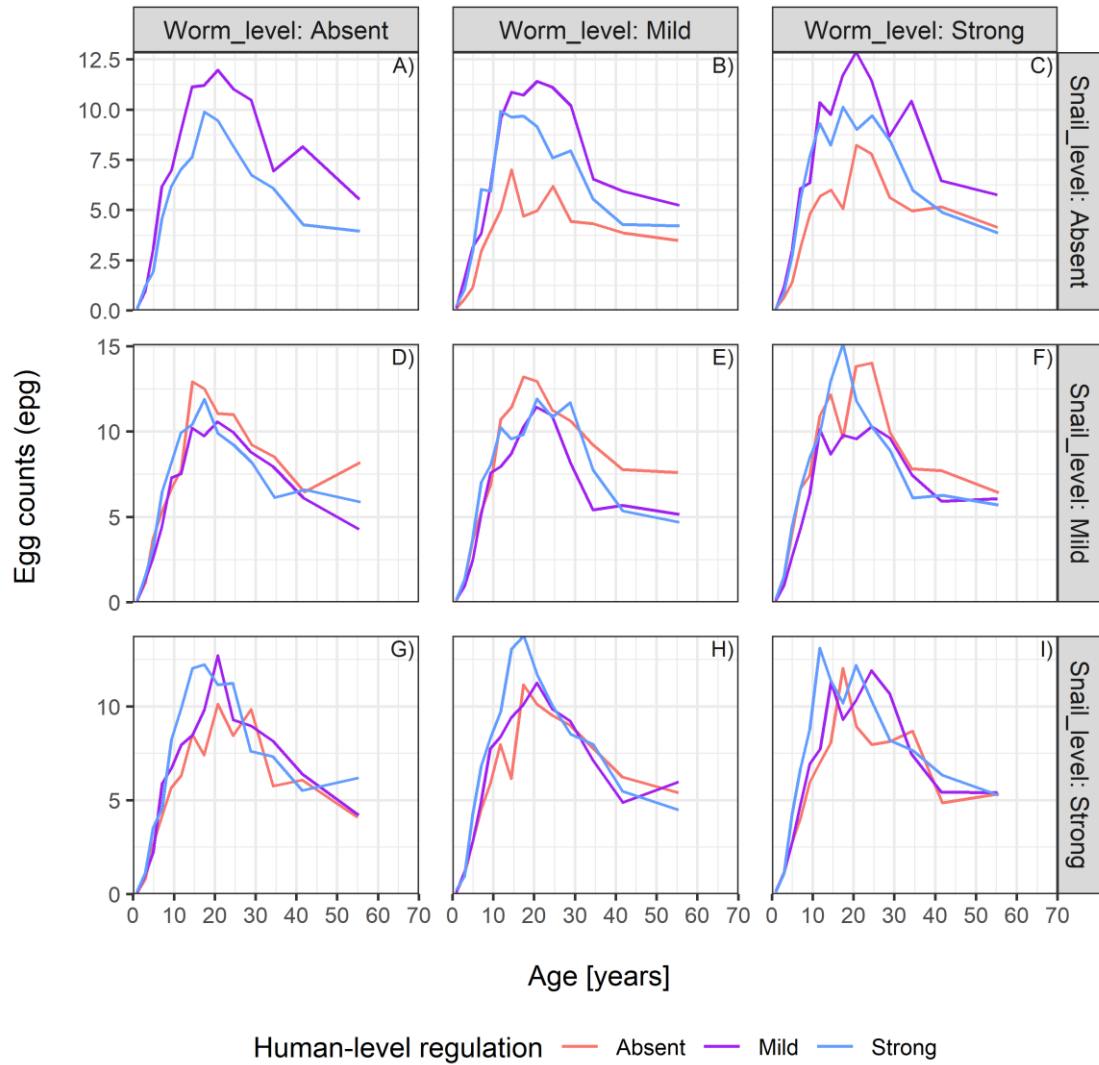 Worm_level: Absent Worm_level: Mild Worm_level: Strong
A) B) C)
12.5
10.0
7.5
5.0
2.5
0.0
Snail_level: Absent
D) E) F)
15
10
5
0
Snail_level: Mild
G) H) I)
10
5
0
Snail_level: Strong
0 10 20 30 40 50 60 70 0 10 20 30 40 50 60 70 0 10 20 30 40 50 60 70
Egg counts (epg)
Age [years]
Human-level regulation Absent Mild Strong